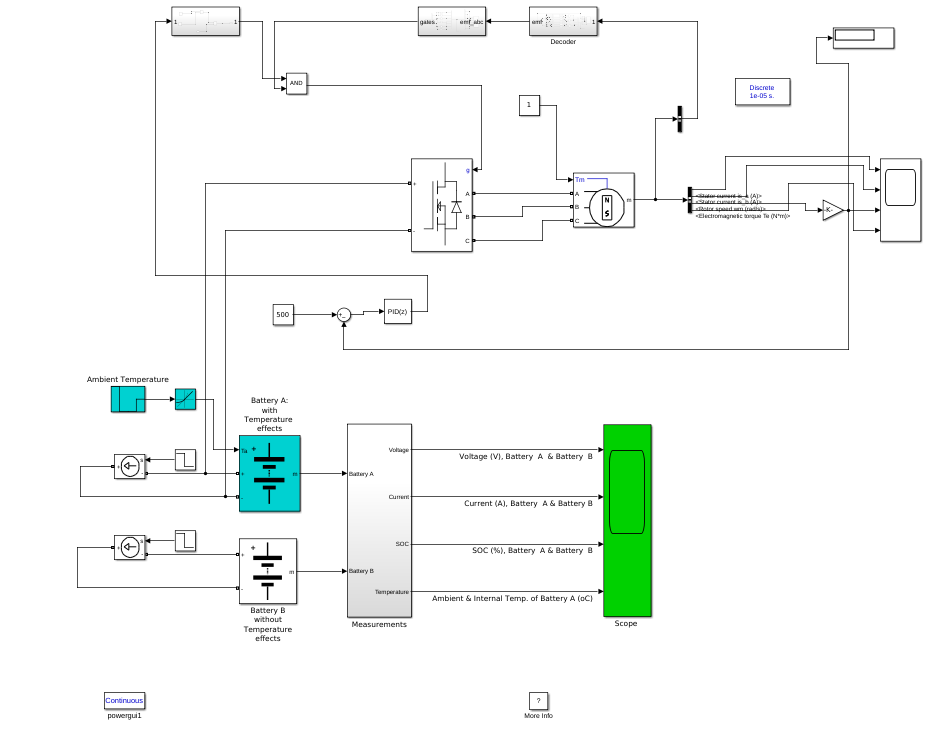 1
1
gates
emf_abc
emf
1
Decoder
AND
1
Discrete
1e-05 s.
g
+
A
B
-
C
Tm
A
B
C
m
N
S
<Stator current is_a (A)>
<Rotor speed wm (rad/s)>
<Electromagnetic torque Te (N*m)>
-K-
500
+_
PID(z)
Ambient Temperature
Battery A:
with
Temperature
effects
Ta
+
m
-
s
+
-
Battery A
Voltage
Current
SOC
Battery B
Temperature
Measurements
Voltage (V), Battery A & Battery B
Current (A), Battery A & Battery B
SOC (%), Battery A & Battery B
Ambient & Internal Temp. of Battery A (oC)
Scope
s
+
-
+
m
-
Battery B
without
Temperature
effects
Continuous
powergui1
?
More Info